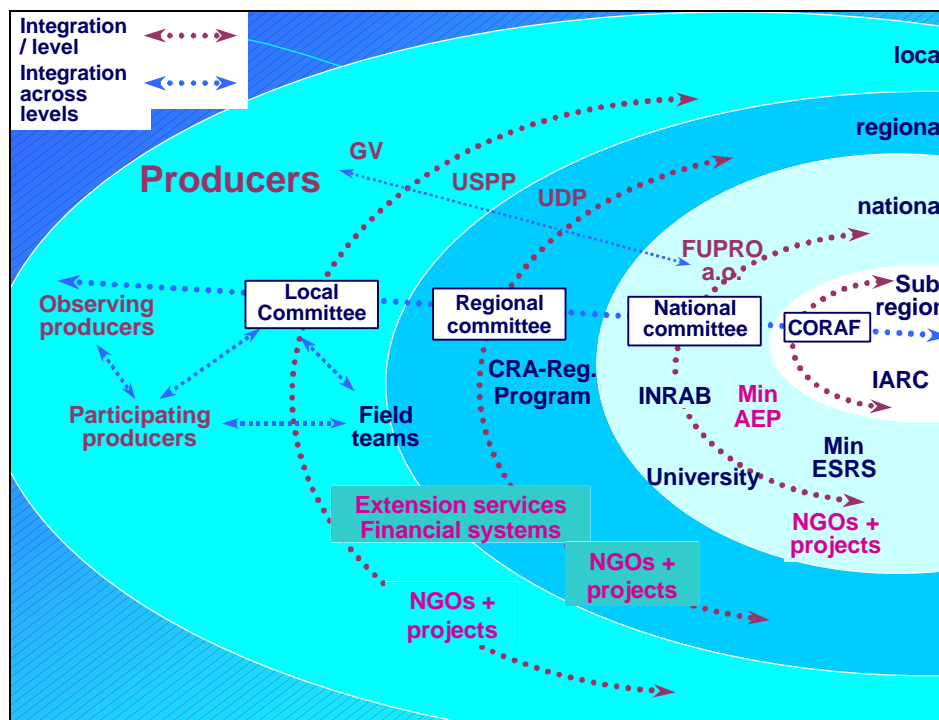 Integration
/ level
Integration
across
levels
loca
regiona
nationa
GV
Producers
USPP
UDP
FUPRO
a.o.
Sub
region
Local
Committee
Regional
committee
National
committee
CORAF
Observing
producers
CRA-Reg.
Program
INRAB
Min
AEP
IARC
Participating
producers
Field
teams
Min
ESRS
University
Extension services
Financial systems
NGOs +
projects
NGOs +
projects
NGOs +
projects